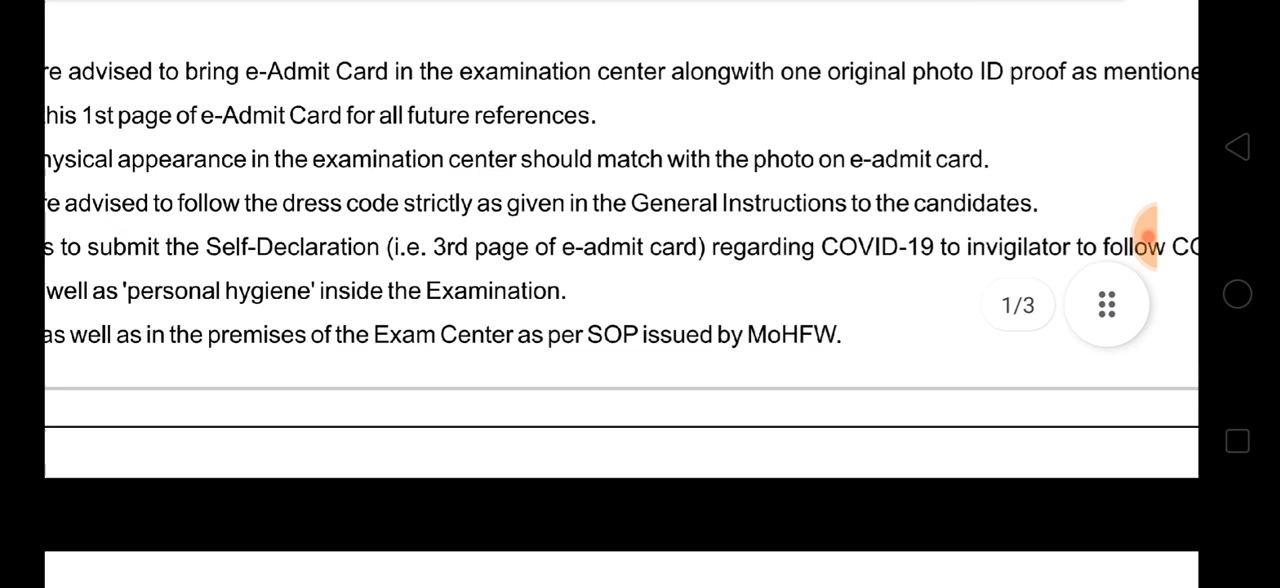 re advised to bring e-Admit Card in the examination center alongwith one original photo ID proof as mentione
his 1st page of e-Admit Card for all future references.
hysical appearance in the examination center should match with the photo on e-admit card.
re advised to follow the dress code strictly as given in the General Instructions to the candidates.
s to submit the Self-Declaration (i.e. 3rd page of e-admit card) regarding COVID-19 to invigilator to follow CO
well as 'personal hygiene' inside the Examination.
1/3
as well as in the premises of the Exam Center as per SOP issued by MoHFW.